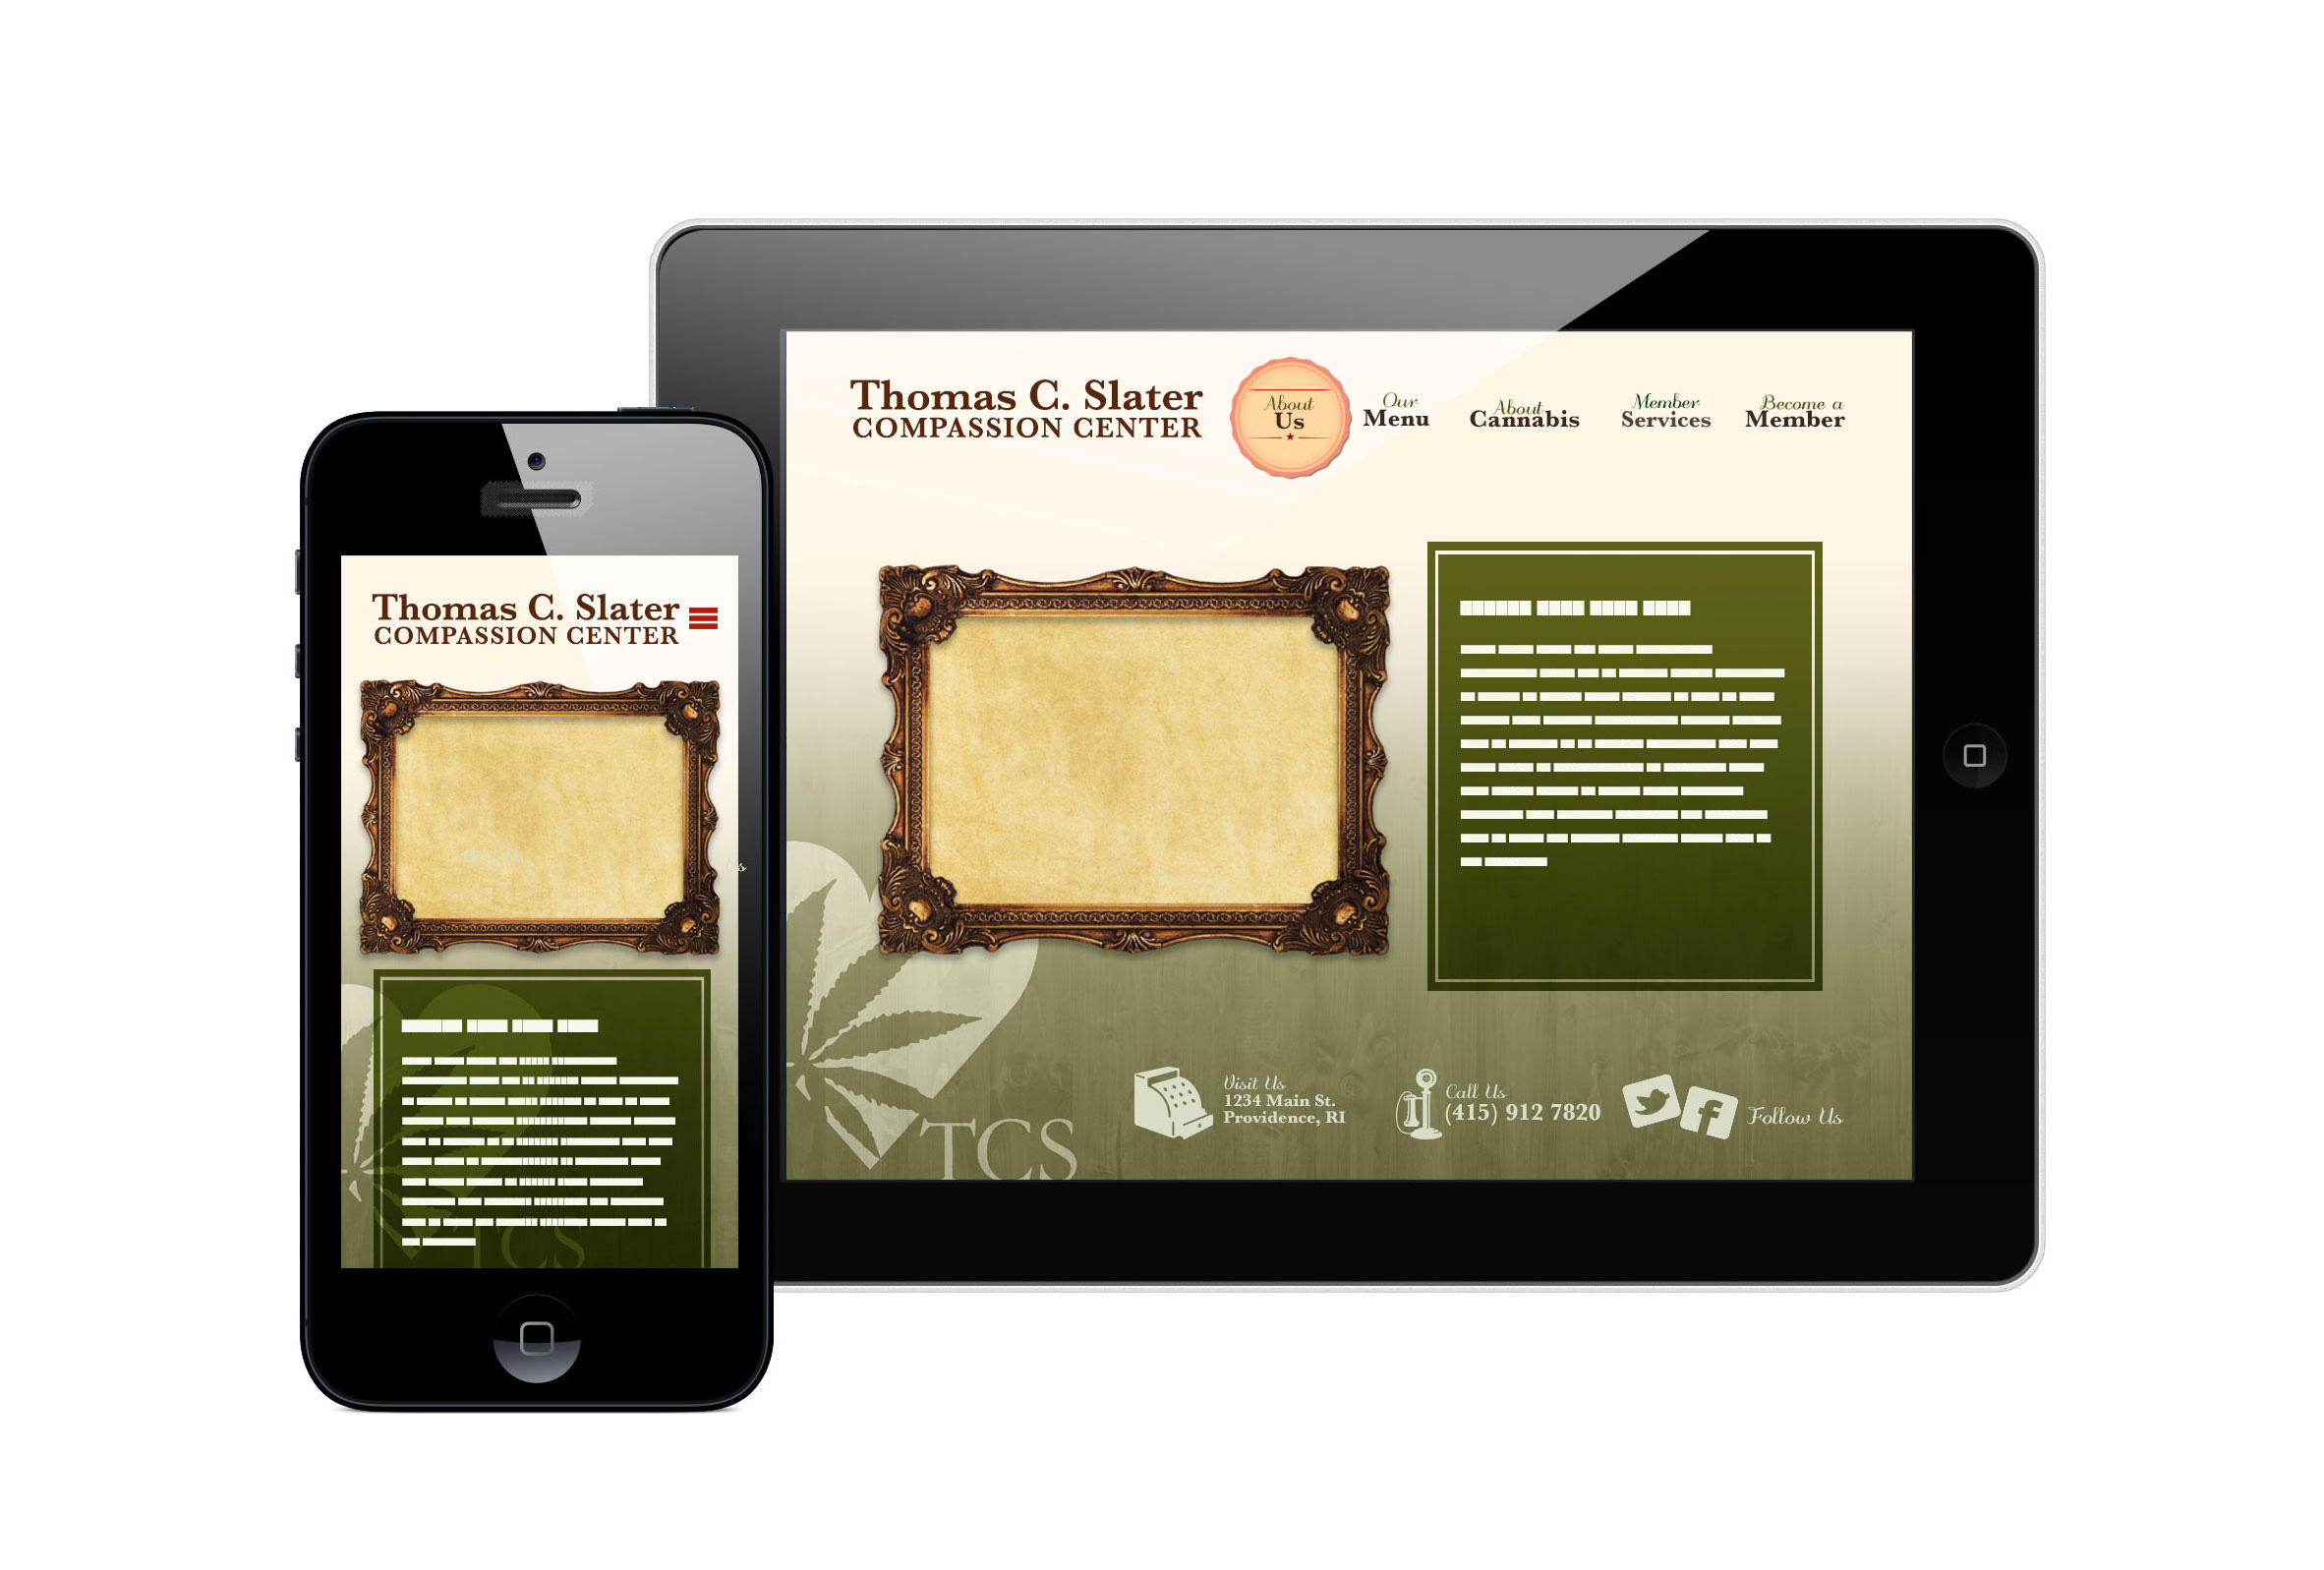 Thomas C. Slater
COMPASSION CENTER
About
Us
Our
Menu
About
Cannabis
Member
Services
Become a
Member
Thomas C. Slater
COMPASSION CENTER
TCS
Visit Us
1234 Main St.
Providence, RI
Call Us
(415) 912 7820
Follow Us
TCS